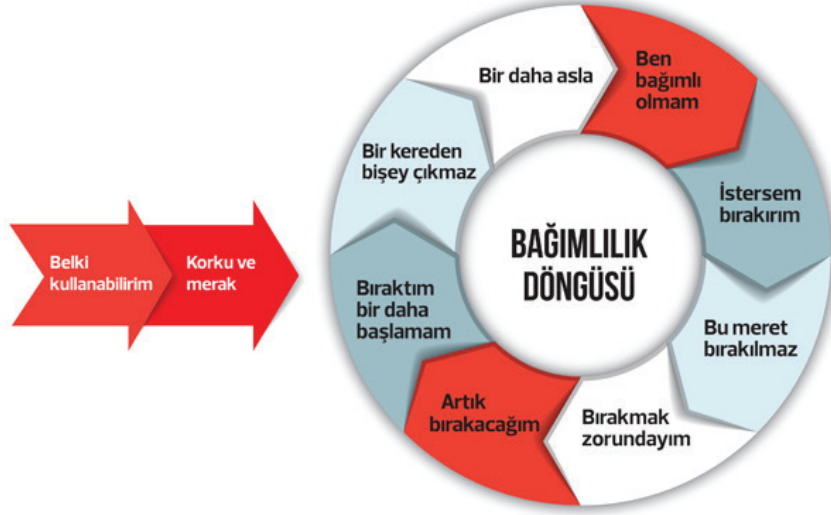 Belki
kullanabilirim
Korku ve
merak
BAĞIMLILIK
DÖNGÜSÜ
Bir kereden
bişey çıkmaz
Bir daha asla
Ben
bağımlı
olmam
İstersem
bırakırım
Bu meret
bırakılmaz
Bırakmak
zorundayım
Artık
bırakacağım
Bıraktım
bir daha
başlamam